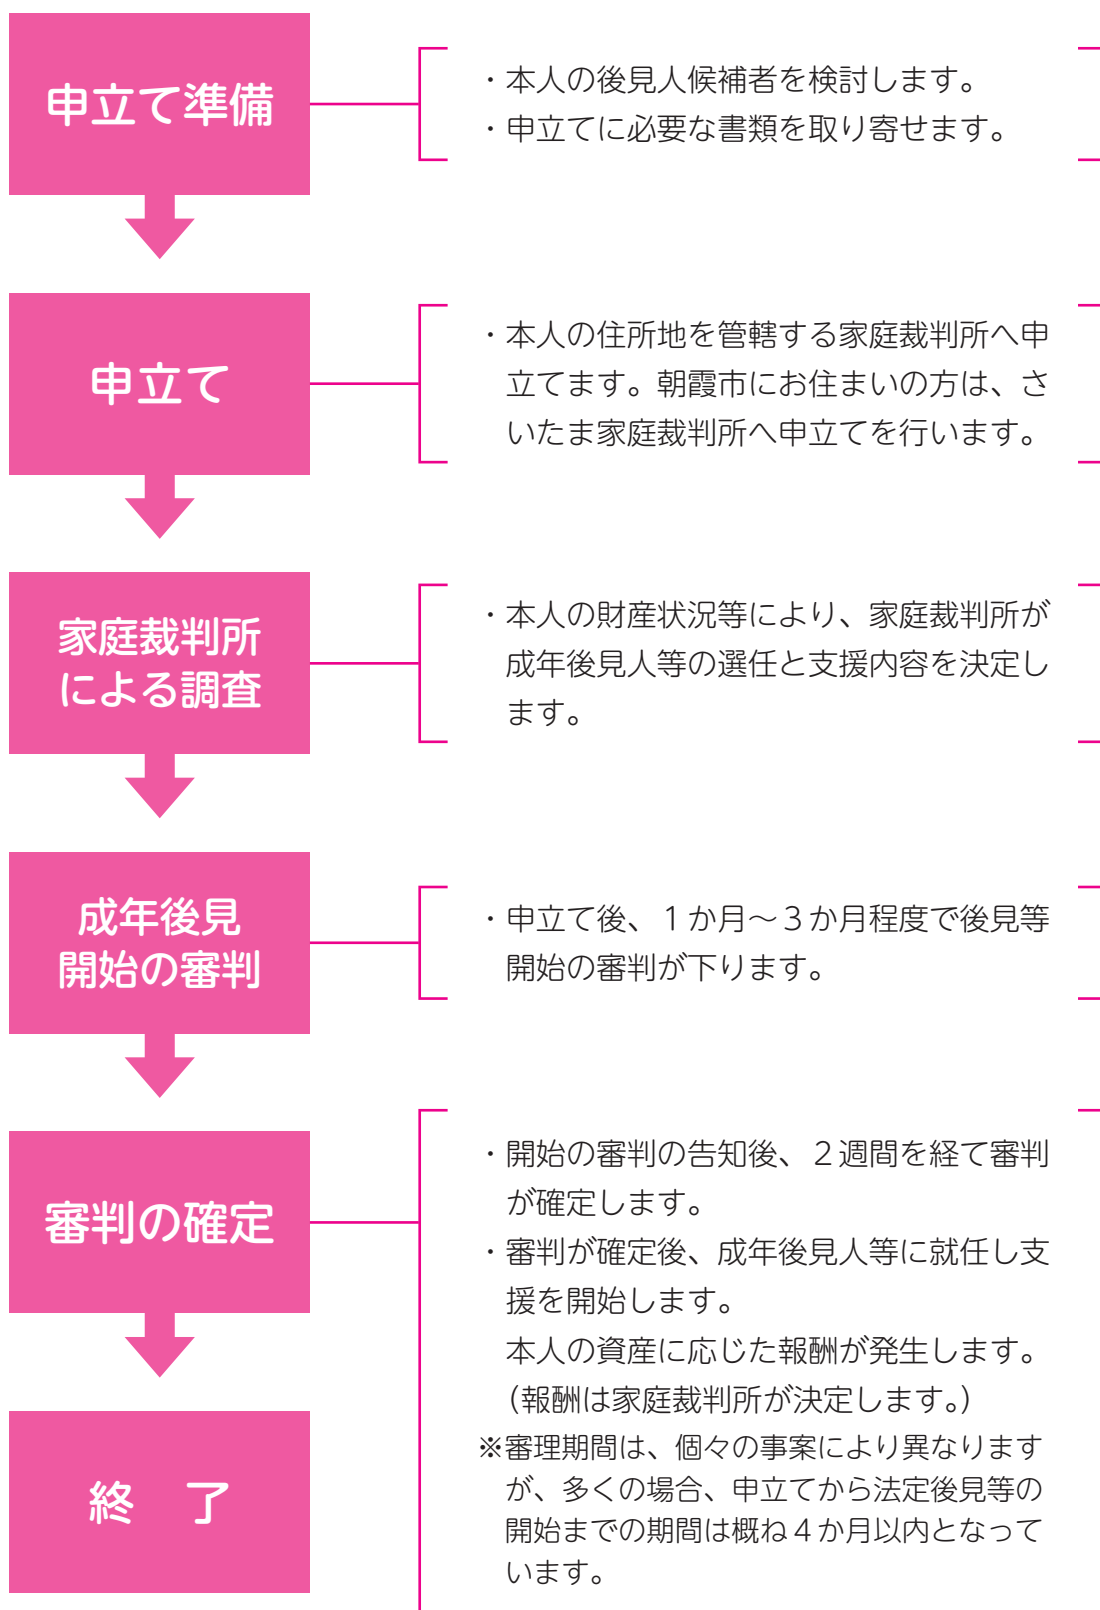 申立て準備
・本人の後見人候補者を検討します。
・申立てに必要な書類を取り寄せます。
申立て
・本人の住所地を管轄する家庭裁判所へ申
立てます。朝霞市にお住まいの方は、さ
いたま家庭裁判所へ申立てを行います。
家庭裁判所
による調査
・本人の財産状況等により、家庭裁判所が
成年後見人等の選任と支援内容を決定し
ます。
成年後見
開始の審判
・申立て後、１か月～３か月程度で後見等
開始の審判が下ります。
審判の確定
・開始の審判の告知後、２週間を経て審判
が確定します。
・審判が確定後、成年後見人等に就任し支
援を開始します。
本人の資産に応じた報酬が発生します。
（報酬は家庭裁判所が決定します。）
※審理期間は、個々の事案により異なります
が、多くの場合、申立てから法定後見等の
開始までの期間は概ね４か月以内となって
います。
終　了